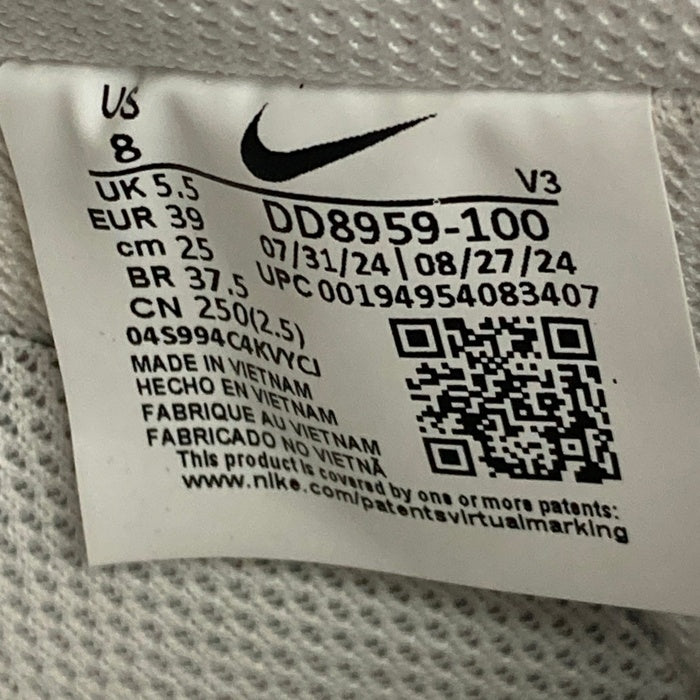 US
8
V3
UK 5.5
EUR 39
cm 25
BR 37.5
CN 250(2.5)
DD8959-100
07/31/24 | 08/27/24
UPC 00194954083407
04S994C4KVYCJ
MADE IN VIETNAM
HECHO EN VIETNAM
FABRIQUE AU VIETNAM
FABRICADO NO VIETNÃ
This product is covered by one or more patents:
www.nike.com/patentsvirtualmarking